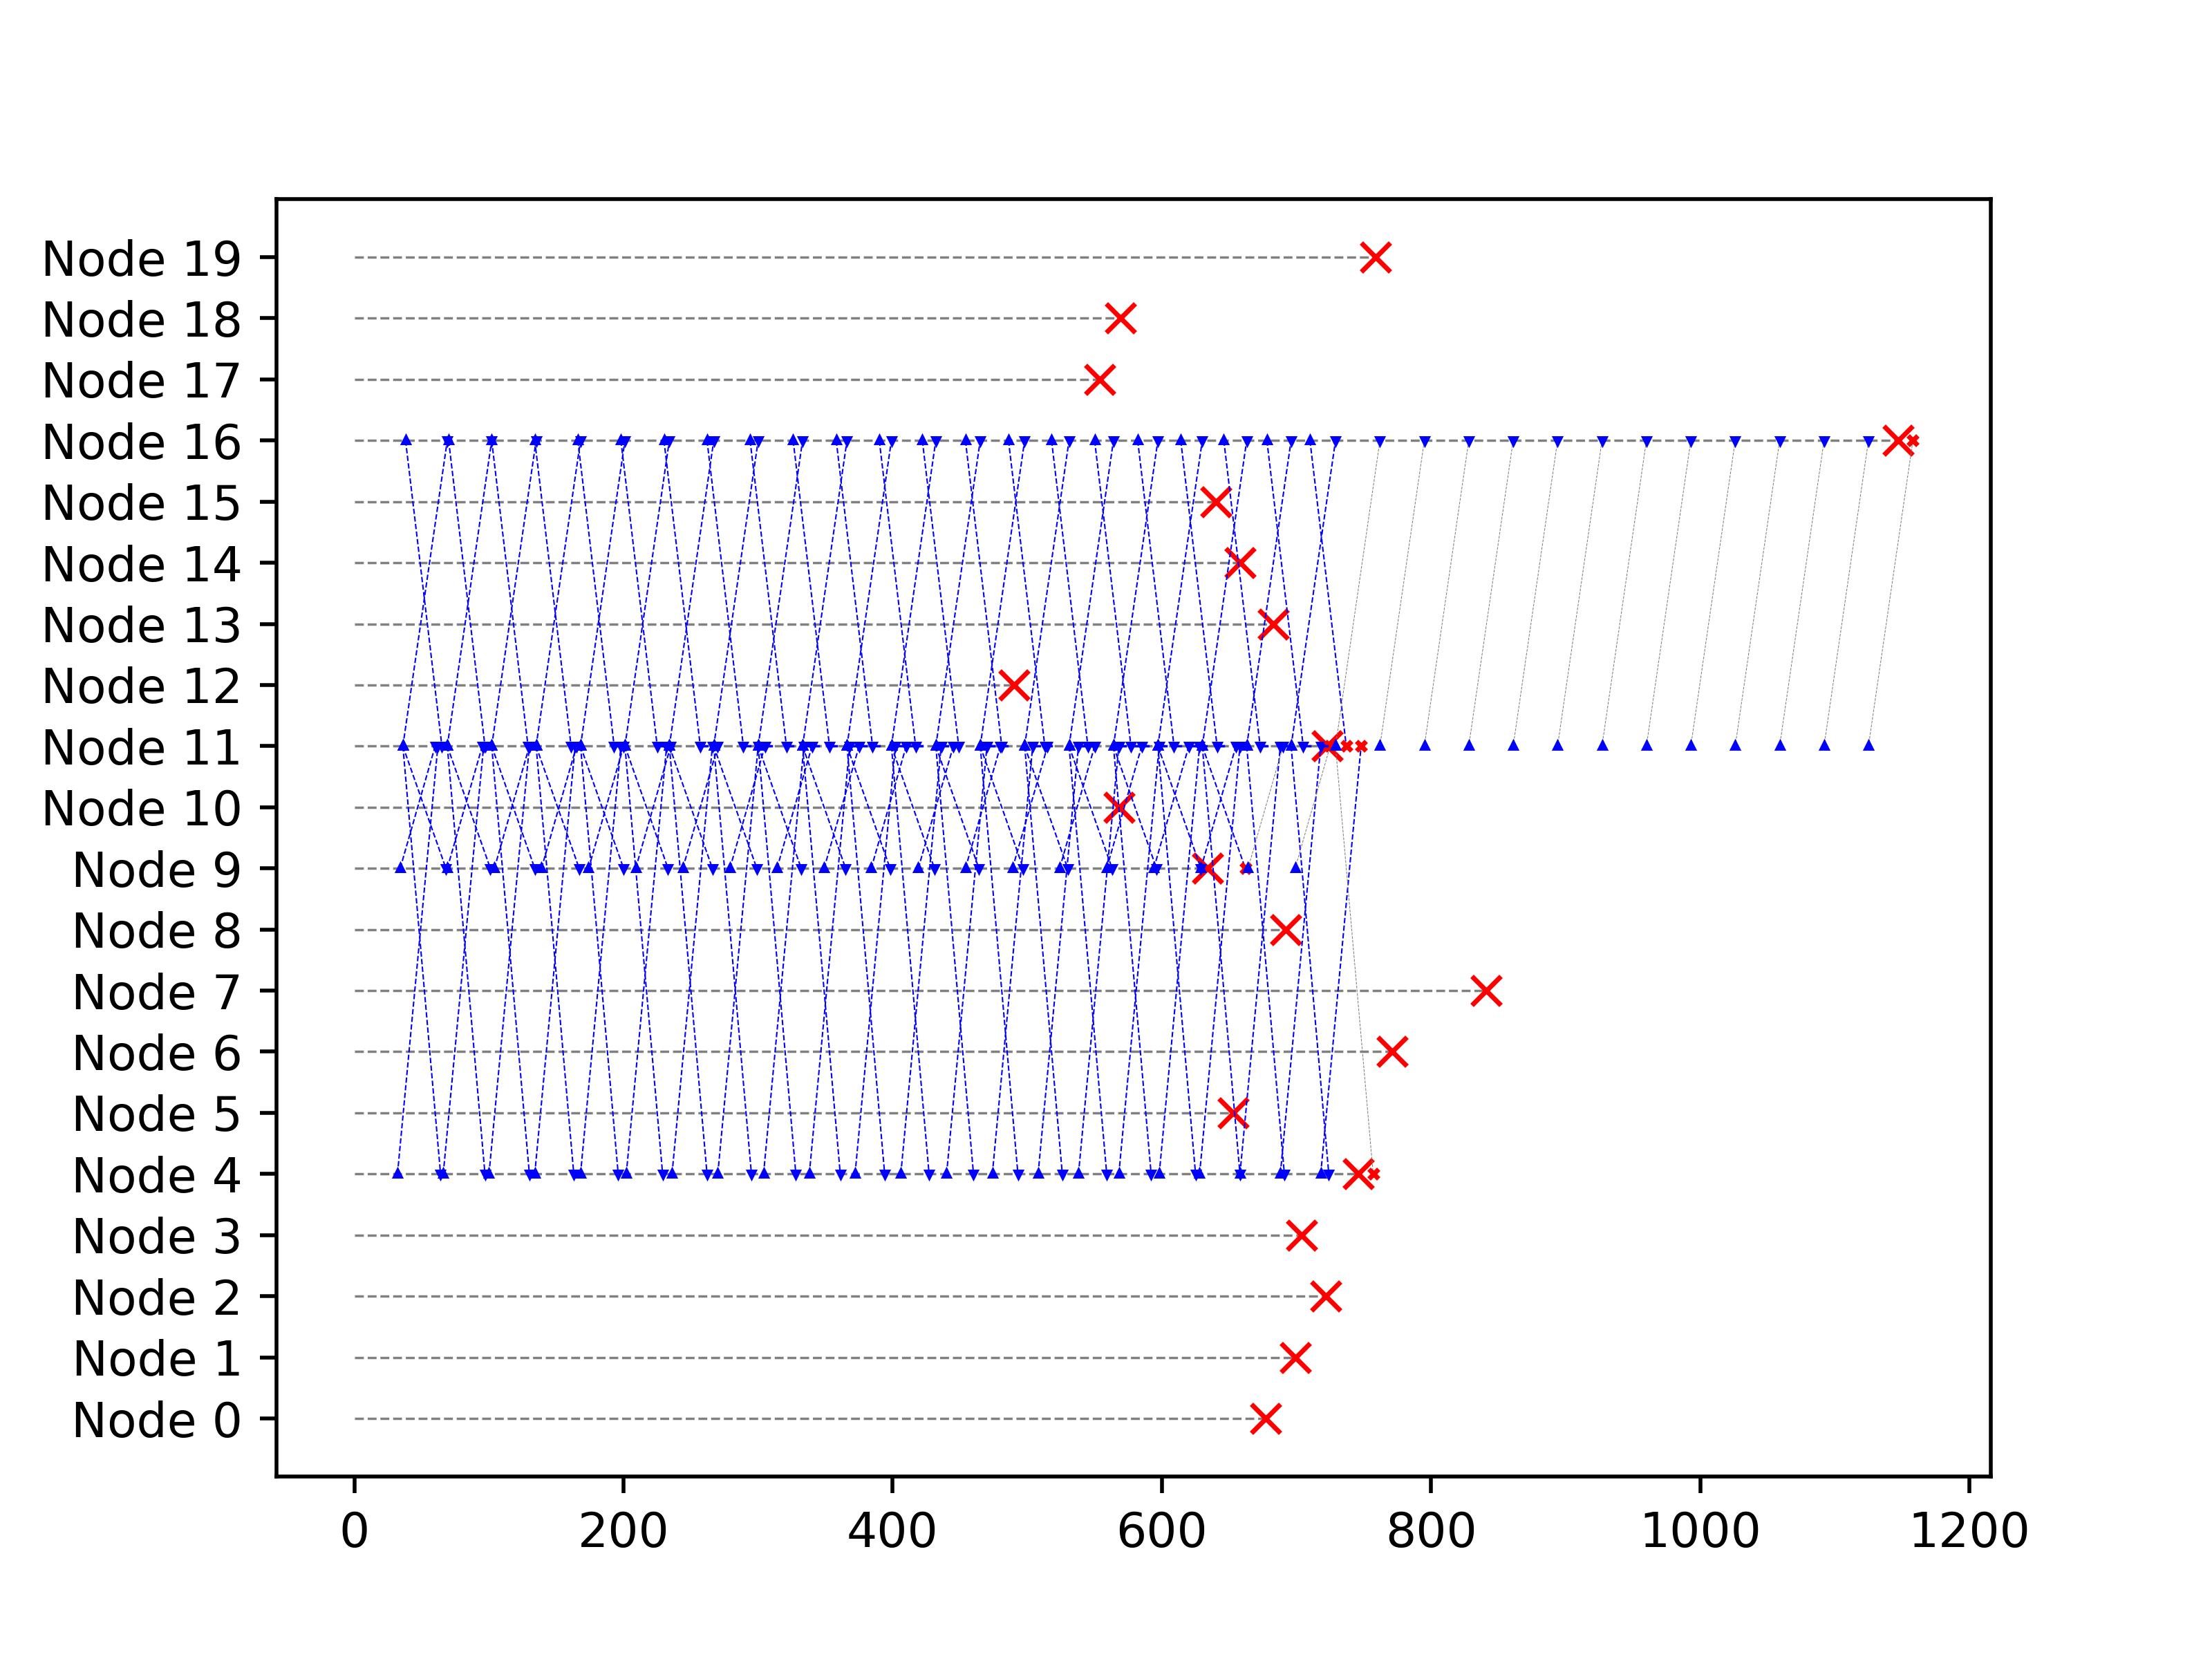 Node 19
Node 18
Node 17
Node 16
Node 15
Node 14
Node 13
Node 12
Node 11
Node 10
Node 9
Node 8
Node 7
Node 6
Node 5
Node 4
Node 3
Node 2
Node 1
Node 0
0 200 400 600 800 1000 1200